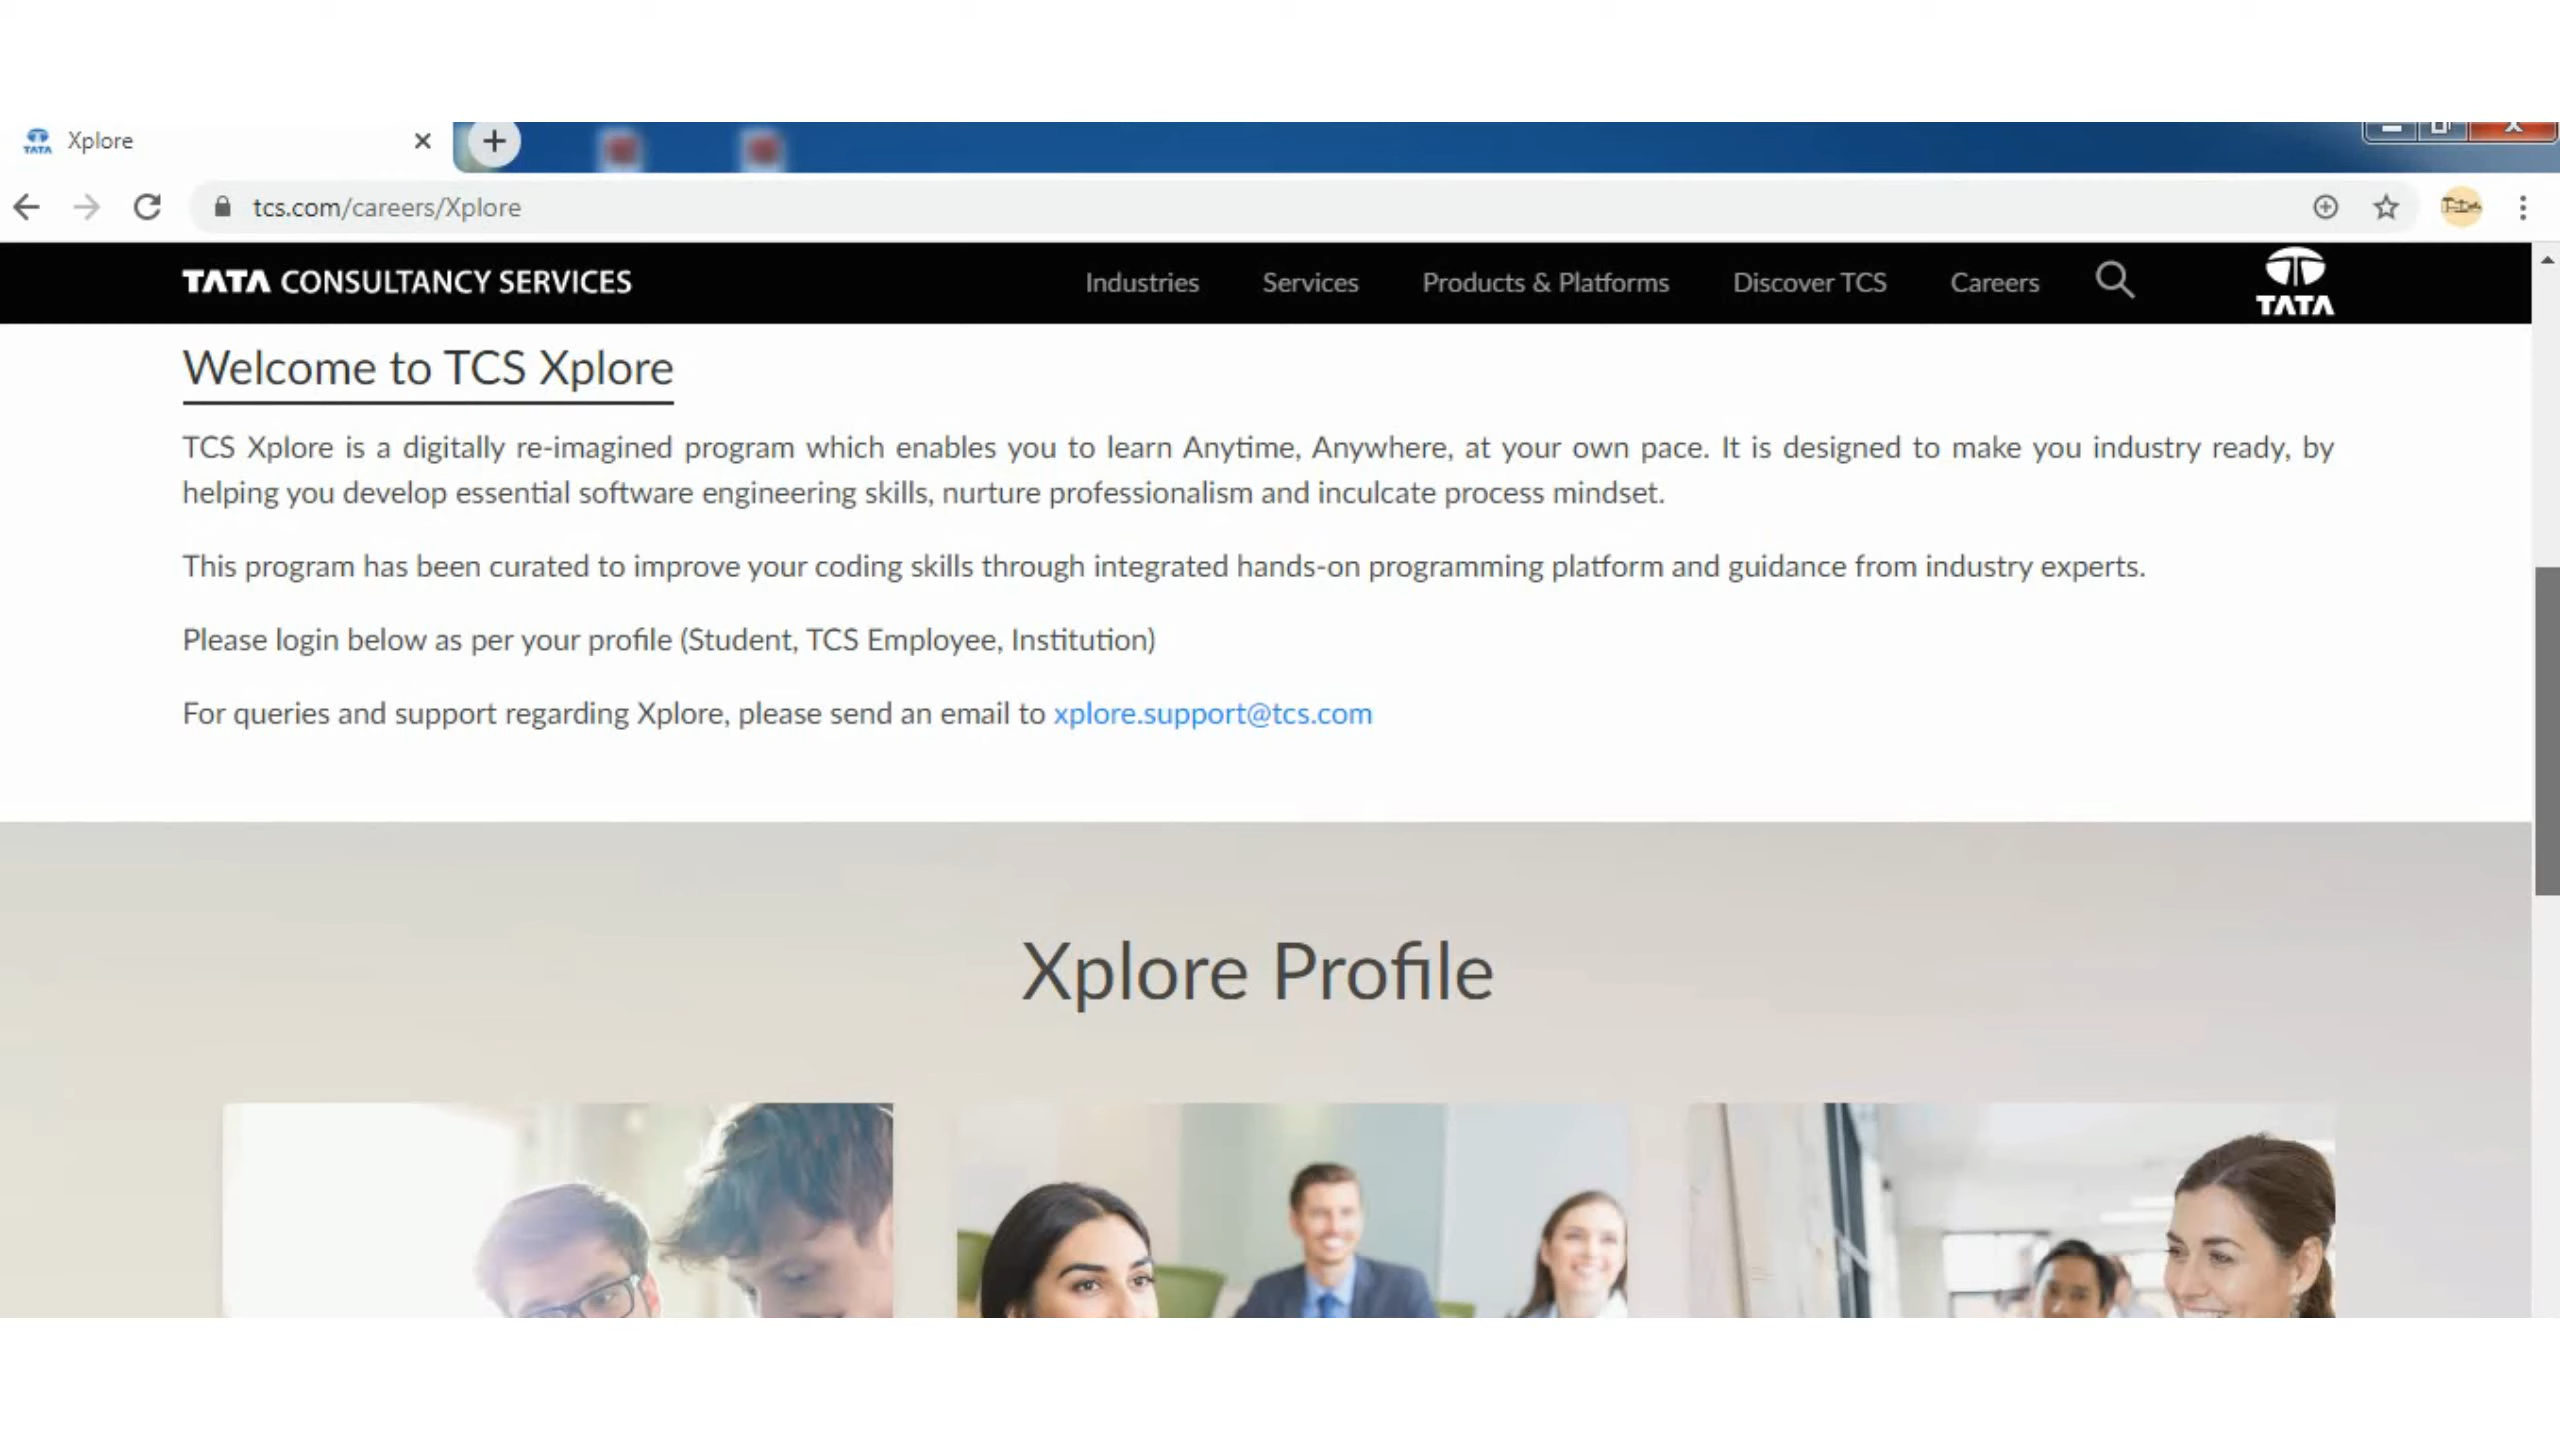 TATA Xplore
tcs.com/careers/Xplore
TATA CONSULTANCY SERVICES Industries Services Products & Platforms Discover TCS Careers TATA
Welcome to TCS Xplore
TCS Xplore is a digitally re-imagined program which enables you to learn Anytime, Anywhere, at your own pace. It is designed to make you industry ready, by
helping you develop essential software engineering skills, nurture professionalism and inculcate process mindset.
This program has been curated to improve your coding skills through integrated hands-on programming platform and guidance from industry experts.
Please login below as per your profile (Student, TCS Employee, Institution)
For queries and support regarding Xplore, please send an email to xplore.support@tcs.com
Xplore Profile